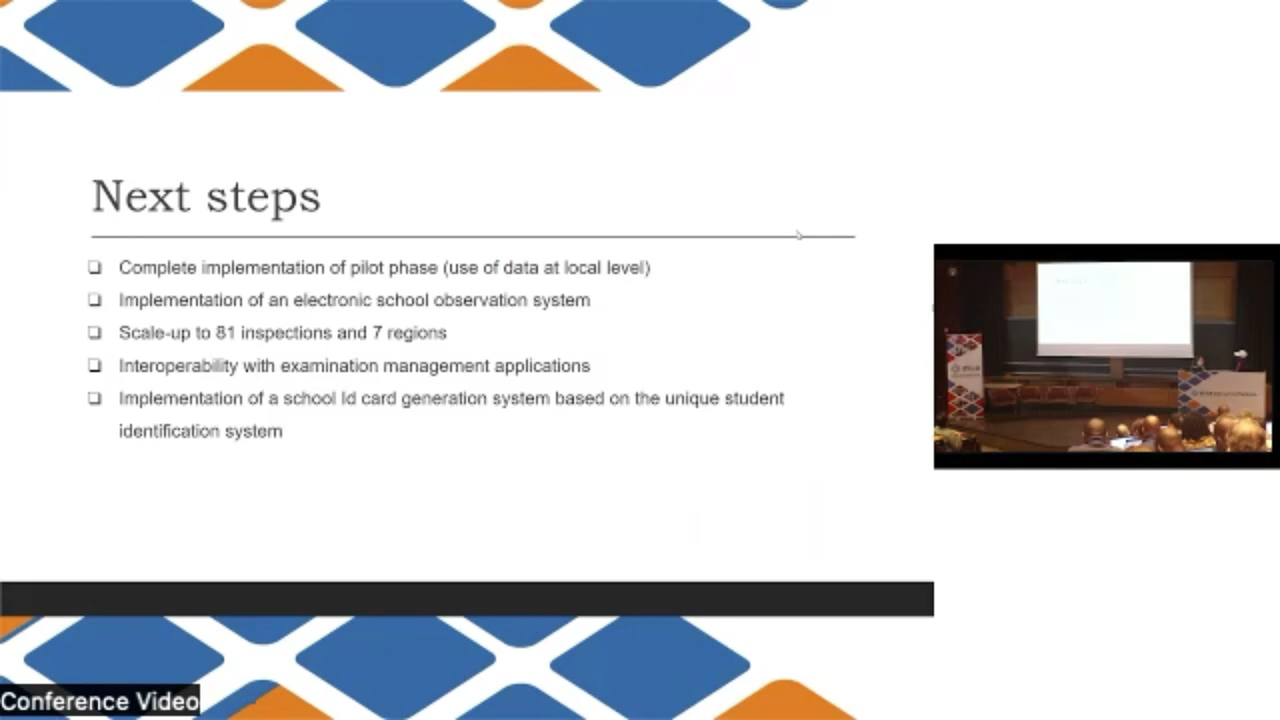 Next steps
❑ Complete implementation of pilot phase (use of data at local level)
❑ Implementation of an electronic school observation system
❑ Scale-up to 81 inspections and 7 regions
❑ Interoperability with examination management applications
❑ Implementation of a school Id card generation system based on the unique student
identification system
Conference Video